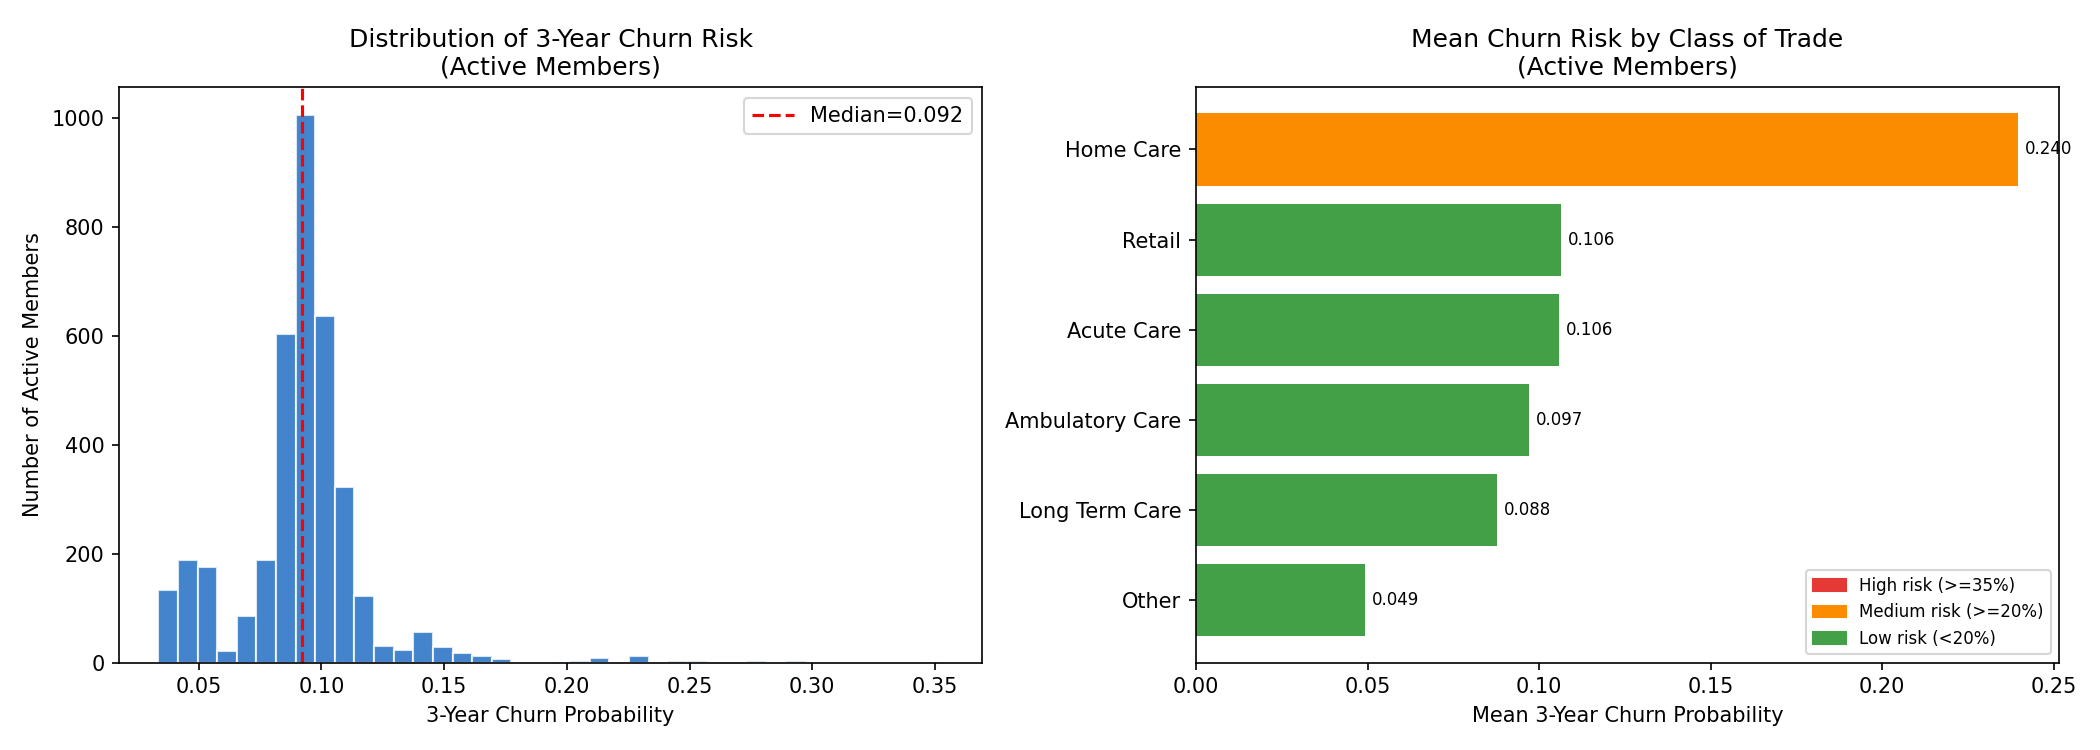 Distribution of 3-Year Churn Risk
(Active Members)
Number of Active Members
1000
800
600
400
200
0
Median=0.092
0.05
0.10
0.15
0.20
0.25
0.30
0.35
3-Year Churn Probability
Mean Churn Risk by Class of Trade
(Active Members)
Home Care
0.240
Retail
0.106
Acute Care
0.106
Ambulatory Care
0.097
Long Term Care
0.088
Other
0.049
High risk (>=35%)
Medium risk (>=20%)
Low risk (<20%)
0.00
0.05
0.10
0.15
0.20
0.25
Mean 3-Year Churn Probability